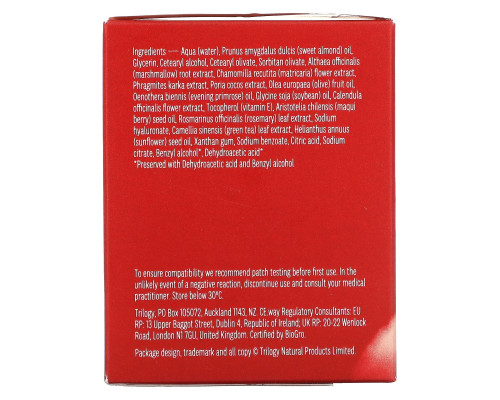 Ingredients — Aqua (water), Prunus amygdalus dulcis (sweet almond) oil,
Glycerin, Cetearyl alcohol, Cetearyl olivate, Sorbitan olivate, Althaea officinalis
(marshmallow) root extract, Chamomilla recutita (matricaria) flower extract,
Phragmites karka extract, Poria cocos extract, Olea europaea (olive) fruit oil,
Oenothera biennis (evening primrose) oil, Glycine soja (soybean) oil, Calendula
officinalis flower extract, Tocopherol (vitamin E), Aristotelia chilensis (maqui
berry) seed oil, Rosmarinus officinalis (rosemary) leaf extract, Sodium
hyaluronate, Camellia sinensis (green tea) leaf extract, Helianthus annuus
(sunflower) seed oil, Xanthan gum, Sodium benzoate, Citric acid, Sodium
citrate, Benzyl alcohol*, Dehydroacetic acid*
*Preserved with Dehydroacetic acid and Benzyl alcohol
To ensure compatibility we recommend patch testing before first use. In the
unlikely event of a negative reaction, discontinue use and consult your medical
practitioner. Store below 30°C.
Trilogy, PO Box 105072, Auckland 1143, NZ. CE.way Regulatory Consultants: EU
RP: 13 Upper Baggot Street, Dublin 4, Republic of Ireland; UK RP: 20-22 Wenlock
Road, London N1 7GU, United Kingdom. Certified by BioGro.
Package design, trademark and all copy © Trilogy Natural Products Limited.